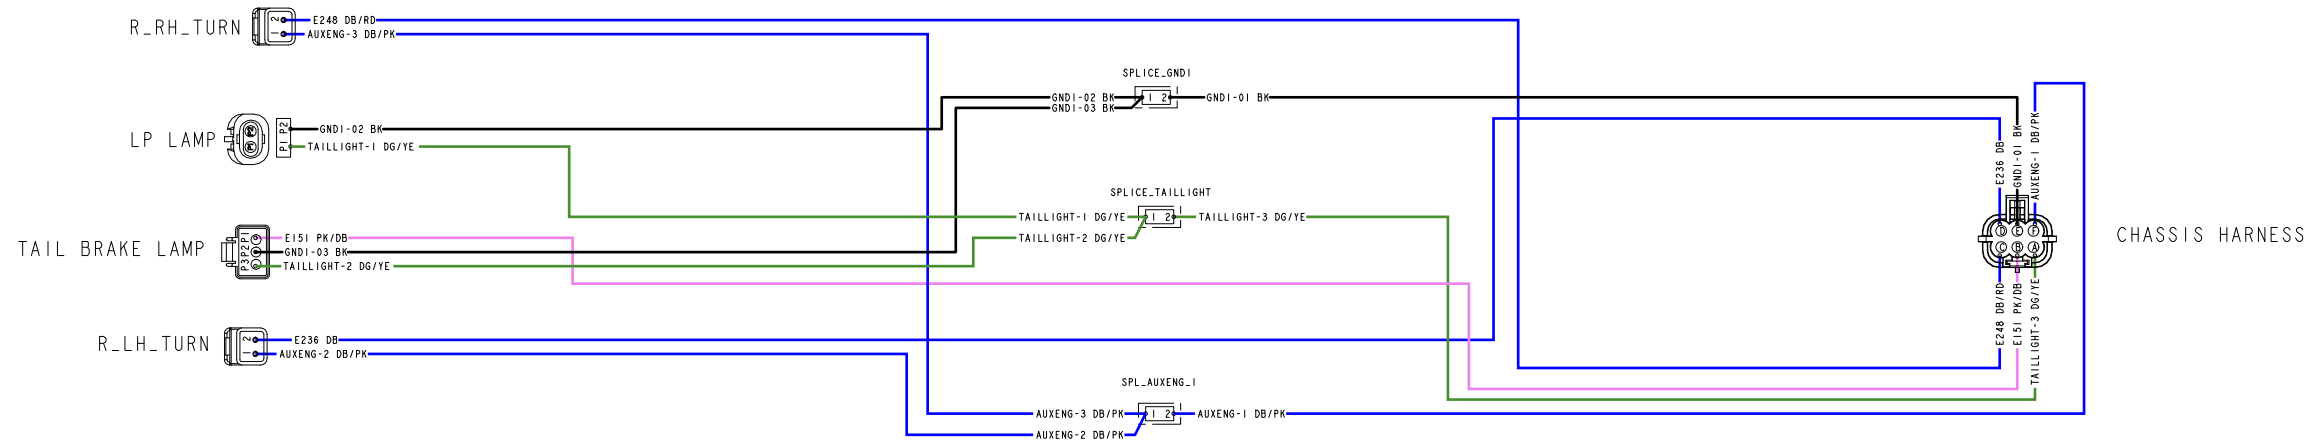 R_RH_TURN
2
1
E248 DB/RD
AUXENG-3 DB/PK
SPLICE_GND1
GND1-02 BK
GND1-03 BK
1 2
GND1-01 BK
LP LAMP
P2
P1
P2
P1
GND1-02 BK
TAILLIGHT-1 DG/YE
SPLICE_TAILLIGHT
TAILLIGHT-1 DG/YE
TAILLIGHT-2 DG/YE
1 2
TAILLIGHT-3 DG/YE
TAIL BRAKE LAMP
P1
P2
P3
E151 PK/DB
GND1-03 BK
TAILLIGHT-2 DG/YE
R_LH_TURN
2
1
E236 DB
AUXENG-2 DB/PK
SPL_AUXENG_1
AUXENG-3 DB/PK
AUXENG-2 DB/PK
1 2
AUXENG-1 DB/PK
E236 DB
GND1-01 BK
AUXENG-1 DB/PK
D E F
C B A
E248 DB/RD
E151 PK/DB
TAILLIGHT-3 DG/YE
CHASSIS HARNESS